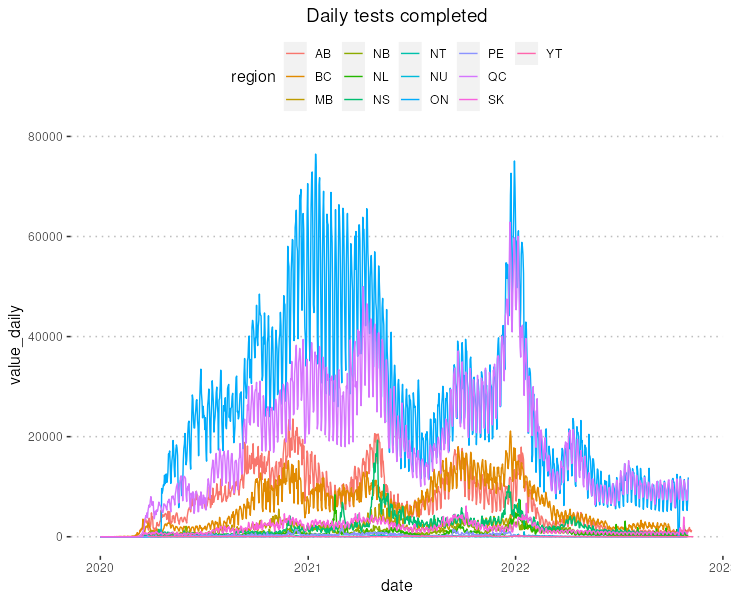 Daily tests completed
region
AB NB NT PE YT
BC NL NU QC
MB NS ON SK
value_daily
80000
60000
40000
20000
0
2020 2021 2022 202
date